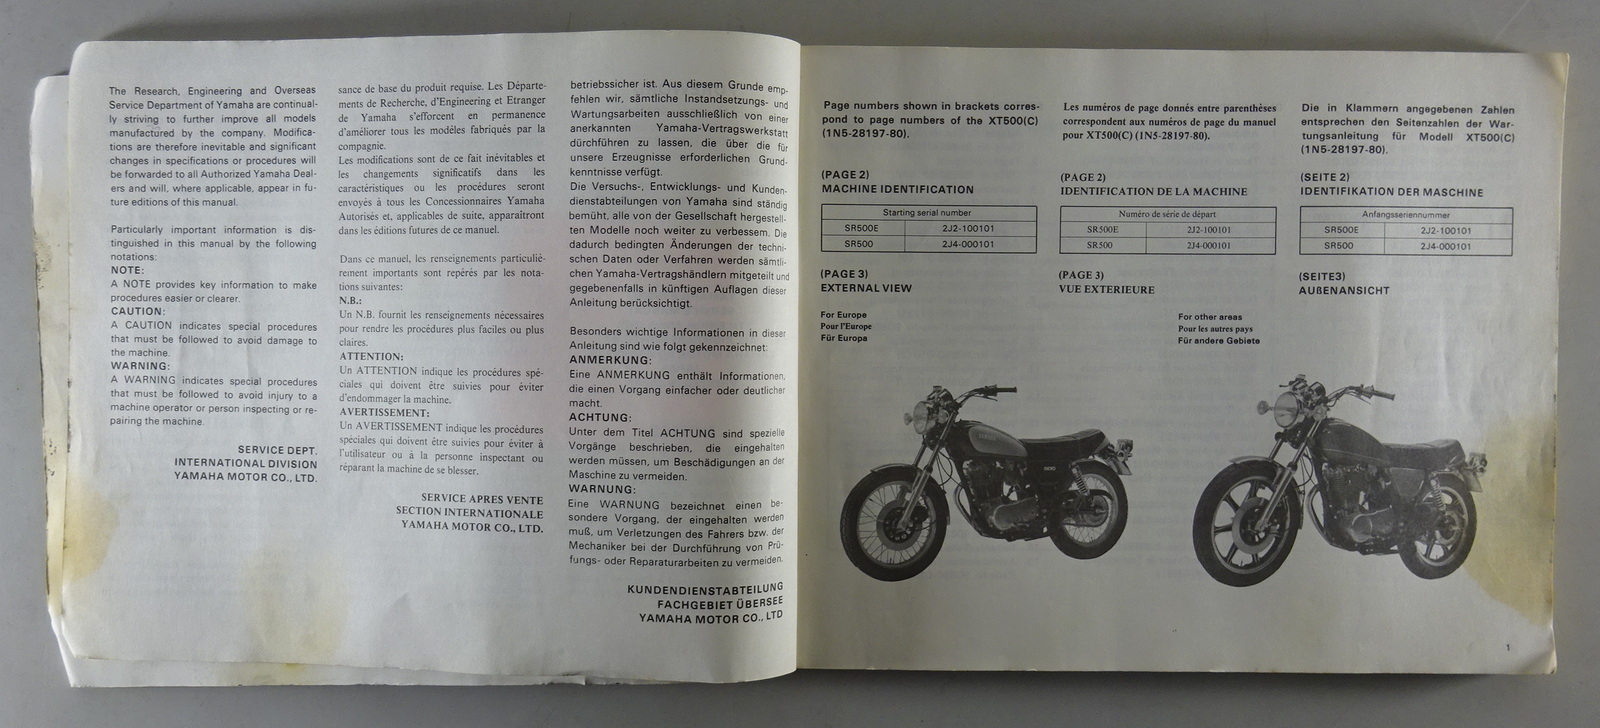 The Research, Engineering and Overseas
Service Department of Yamaha are continual-
ly striving to further improve all models
manufactured by the company. Modifica-
tions are therefore inevitable and significant
changes in specifications or procedures will
be forwarded to all Authorized Yamaha Deal-
ers and will, where applicable, appear in fu-
ture editions of this manual.
Particularly important information is dis-
tinguished in this manual by the following
notations:
NOTE:
A NOTE provides key information to make
procedures easier or clearer.
CAUTION:
A CAUTION indicates special procedures
that must be followed to avoid damage to
the machine.
WARNING:
A WARNING indicates special procedures
that must be followed to avoid injury to a
machine operator or person inspecting or re-
pairing the machine.
SERVICE DEPT.
INTERNATIONAL DIVISION
YAMAHA MOTOR CO., LTD.
sance de base du produit requise. Les Départe-
ments de Recherche, d'Engineering et Etranger
de Yamaha s'efforcent en permanence
d'améliorer tous les modèles fabriqués par la
compagnie.
Les modifications sont de ce fait inévitables et
les changements significatifs dans les
caractéristiques ou les procédures seront
envoyés à tous les Concessionnaires Yamaha
Autorisés et, applicables de suite, apparaîtront
dans les éditions futures de ce manuel.
Dans ce manuel, les renseignements particuliè-
rement importants sont repérés par les nota-
tions suivantes:
N.B.:
Un N.B. fournit les renseignements nécessaires
pour rendre les procédures plus faciles ou plus
claires.
ATTENTION:
Un ATTENTION indique les procédures spé-
ciales qui doivent être suivies pour éviter
d'endommager la machine.
AVERTISSEMENT:
Un AVERTISSEMENT indique les procédures
spéciales qui doivent être suivies pour éviter à
l'utilisateur ou à la personne inspectant ou
réparant la machine de se blesser.
SERVICE APRES VENTE
SECTION INTERNATIONALE
YAMAHA MOTOR CO., LTD.
betriebssicher ist. Aus diesem Grunde emp-
fehlen wir, sämtliche Instandsetzungs- und
Wartungsarbeiten ausschließlich von einer
anerkannten Yamaha-Vertragswerkstatt
dürchführen zu lassen, die über die für
unsere Erzeugnisse erforderlichen Grund-
kenntnisse verfügt.
Die Versuchs-, Entwicklungs- und Kunden-
dienstabteilungen von Yamaha sind ständig
bemüht, alle von der Gesellschaft hergestell-
ten Modelle noch weiter zu verbessem. Die
dadurch bedingten Änderungen der techni-
schen Daten oder Verfahren werden sämtli-
chen Yamaha-Vertragshändlern mitgeteilt und
gegebenenfalls in künftigen Auflagen dieser
Anleitung berücksichtigt.
Besonders wichtige Informationen in dieser
Anleitung sind wie folgt gekennzeichnet:
ANMERKUNG:
Eine ANMERKUNG enthält Informationen,
die einen Vorgang einfacher oder deutlicher
macht.
ACHTUNG:
Unter dem Titel ACHTUNG sind spezielle
Vorgänge beschrieben, die eingehalten
werden müssen, um Beschädigungen an der
Maschine zu vermeiden.
WARNUNG:
Eine WARNUNG bezeichnet einen be-
sondere Vorgang, der eingehalten werden
muß, um Verletzungen des Fahrers bzw. der
Mechaniker bei der Durchführung von Prü-
fungs- oder Reparaturarbeiten zu vermeiden.
KUNDENDIENSTABTEILUNG
FACHGEBIET ÜBERSEE
YAMAHA MOTOR CO., LTD
Page numbers shown in brackets corres-
pond to page numbers of the XT500(C)
(1N5-28197-80).
(PAGE 2)
MACHINE IDENTIFICATION
Starting serial number
SR500E 2J2-100101
SR500 2J4-000101
(PAGE 3)
EXTERNAL VIEW
Les numéros de page donnés entre parenthèses
correspondent aux numéros de page du manuel
pour XT500(C) (1N5-28197-80).
(PAGE 2)
IDENTIFICATION DE LA MACHINE
Numéro de série de départ
SR500E 2J2-100101
SR500 2J4-000101
(PAGE 3)
VUE EXTERIEURE
Die in Klammern angegebenen Zahlen
entsprechen den Seitenzahlen der War-
tungsanleitung für Modell XT500(C)
(1N5-28197-80).
(SEITE 2)
IDENTIFIKATION DER MASCHINE
Anfangsseriennummer
SR500E 2J2-100101
SR500 2J4-000101
(SEITE3)
AUßENANSICHT
For Europe
Pour l'Europe
Für Europa
For other areas
Pour les autres pays
Für andere Gebiete
1